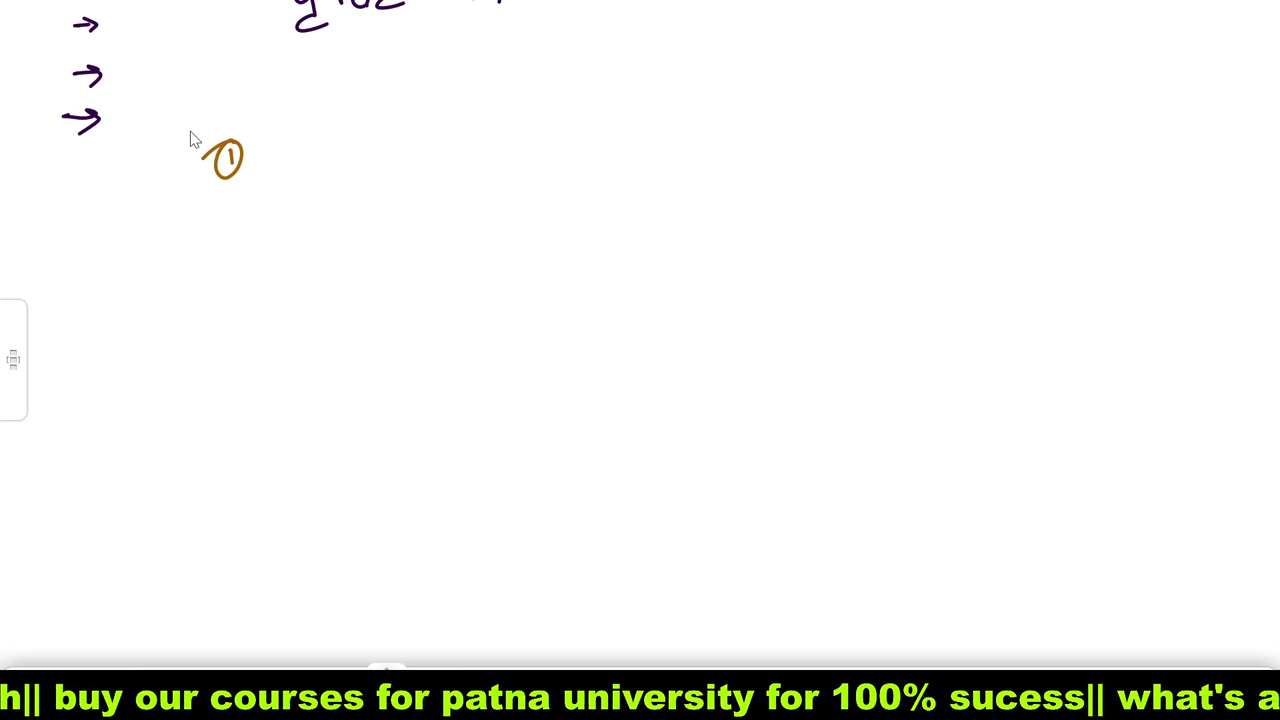 →
→
→
①
h|| buy our courses for patna university for 100% sucess|| what's a